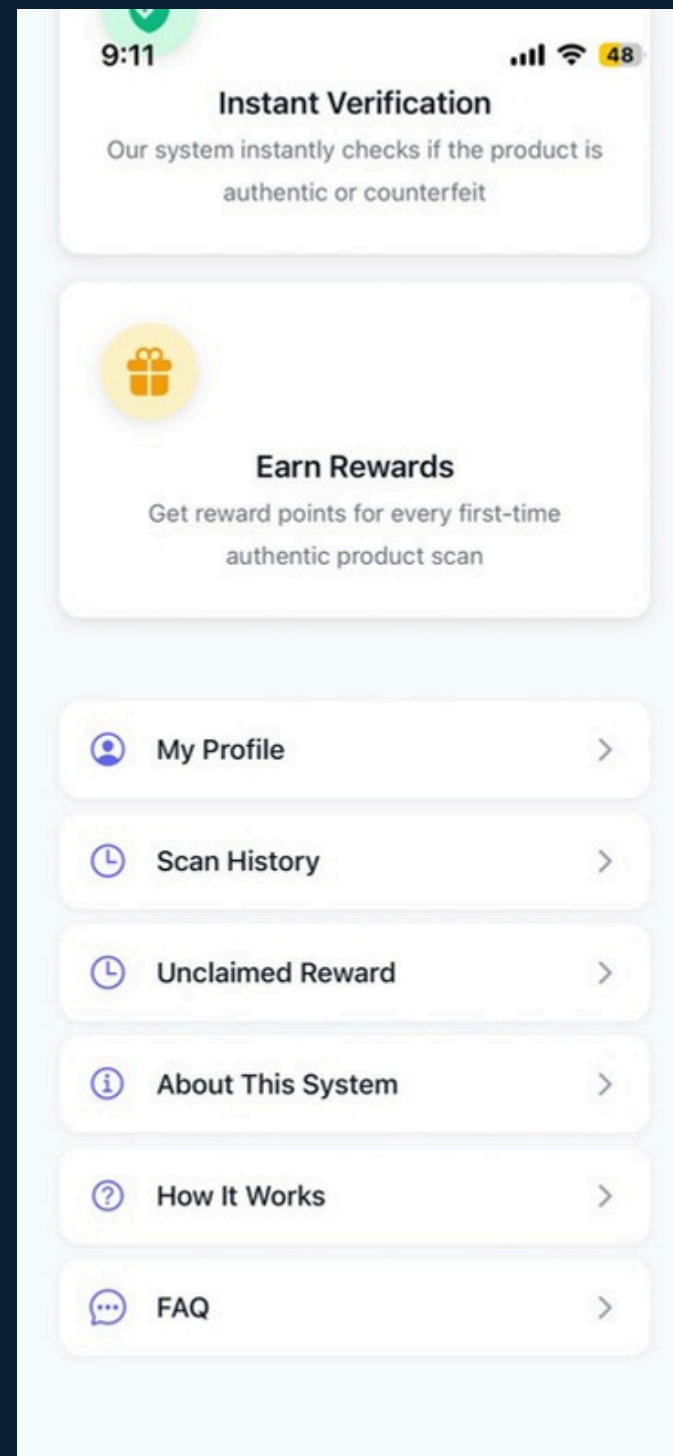 9:11
48
Instant Verification
Our system instantly checks if the product is
authentic or counterfeit
Earn Rewards
Get reward points for every first-time
authentic product scan
My Profile
Scan History
Unclaimed Reward
About This System
How It Works
FAQ